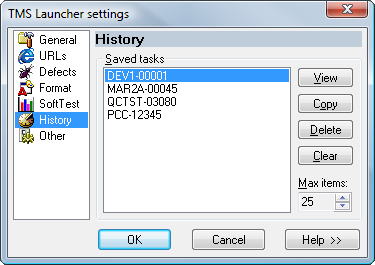 TMS Launcher settings
General
URLs
Defects
Format
SoftTest
History
Other
History
Saved tasks
DEV1-00001
MAR2A-00045
QCTST-03080
PCC-12345
View
Copy
Delete
Clear
Max items:
25
OK
Cancel
Help >>